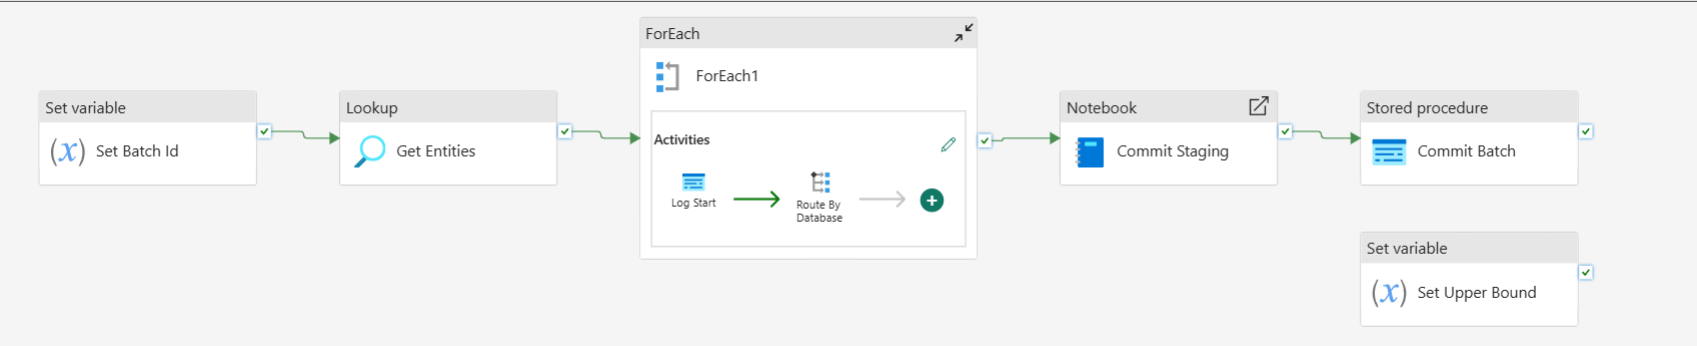 Set variable
(x) Set Batch Id
Lookup
Get Entities
ForEach
ForEach1
Activities
Log Start
Route By
Database
Notebook
Commit Staging
Stored procedure
Commit Batch
Set variable
(x) Set Upper Bound